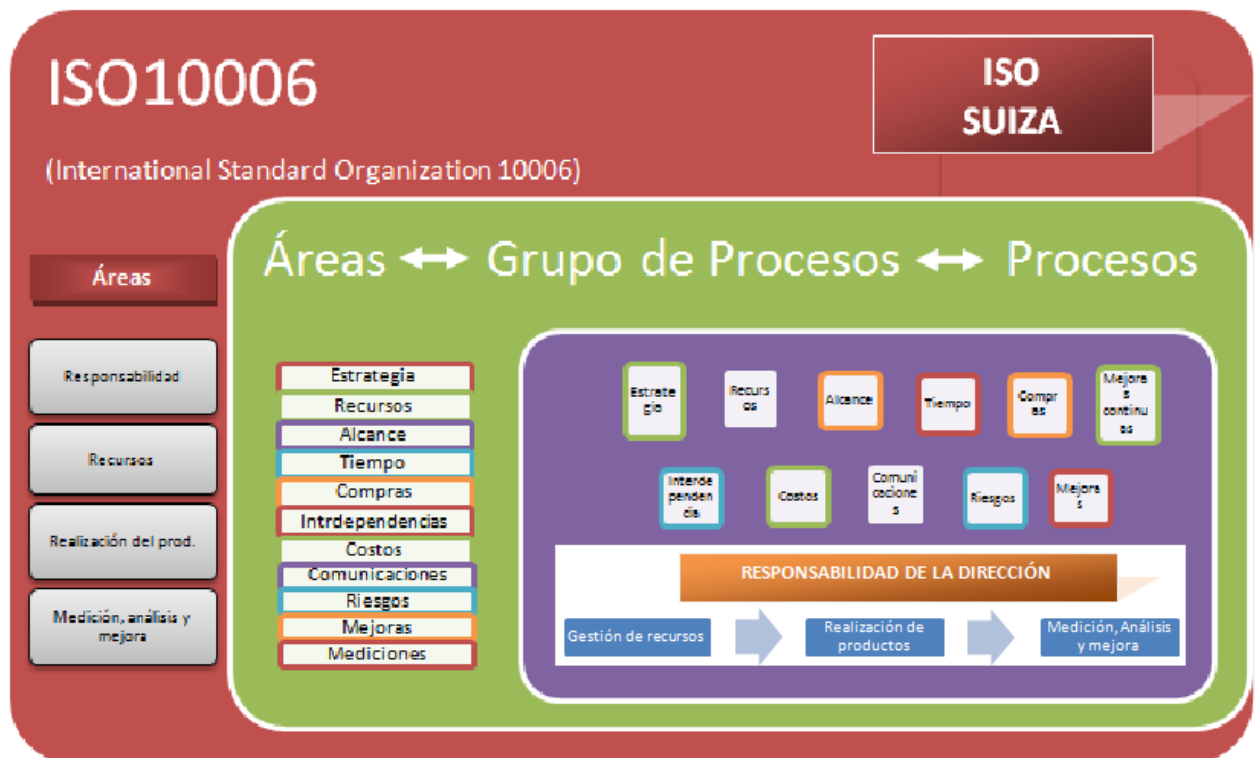 ISO10006
ISO
SUIZA
(International Standard Organization 10006)
Áreas
Responsabilidad
Recursos
Realización del prod.
Medición, análisis y
mejora
Áreas ↔ Grupo de Procesos ↔ Procesos
Estrategia
Recursos
Alcance
Tiempo
Compras
Intrdependencias
Costos
Comunicaciones
Riesgos
Mejoras
Mediciones
Estrate
gia
Recurs
os
Alcance
Tiempo
Compr
as
Mejora
s
continu
as
Interde
penden
cia
Costos
Comuni
cacione
s
Riesgos
Mejora
s
RESPONSABILIDAD DE LA DIRECCIÓN
Gestión de recursos
Realización de
productos
Medición, Análisis
y mejora